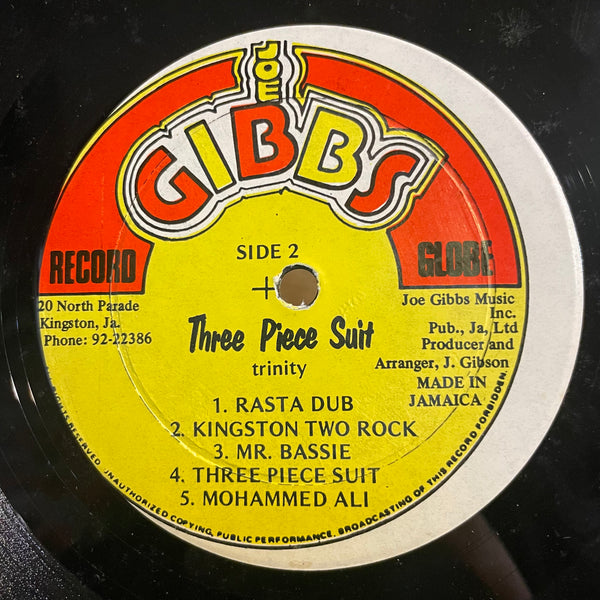 JOE
GIBBS
RECORD GLOBE
SIDE 2
20 North Parade
Kingston, Ja.
Phone: 92-22386
Joe Gibbs Music
Inc.
Pub., Ja, Ltd
Producer and
Arranger, J. Gibson
MADE IN
JAMAICA
Three Piece Suit
trinity
1. RASTA DUB
2. KINGSTON TWO ROCK
3. MR. BASSIE
4. THREE PIECE SUIT
5. MOHAMMED ALI
RIGHTS RESERVED. UNAUTHORIZED COPYING, PUBLIC PERFORMANCE, BROADCASTING OF THIS RECORD FORBIDDEN.